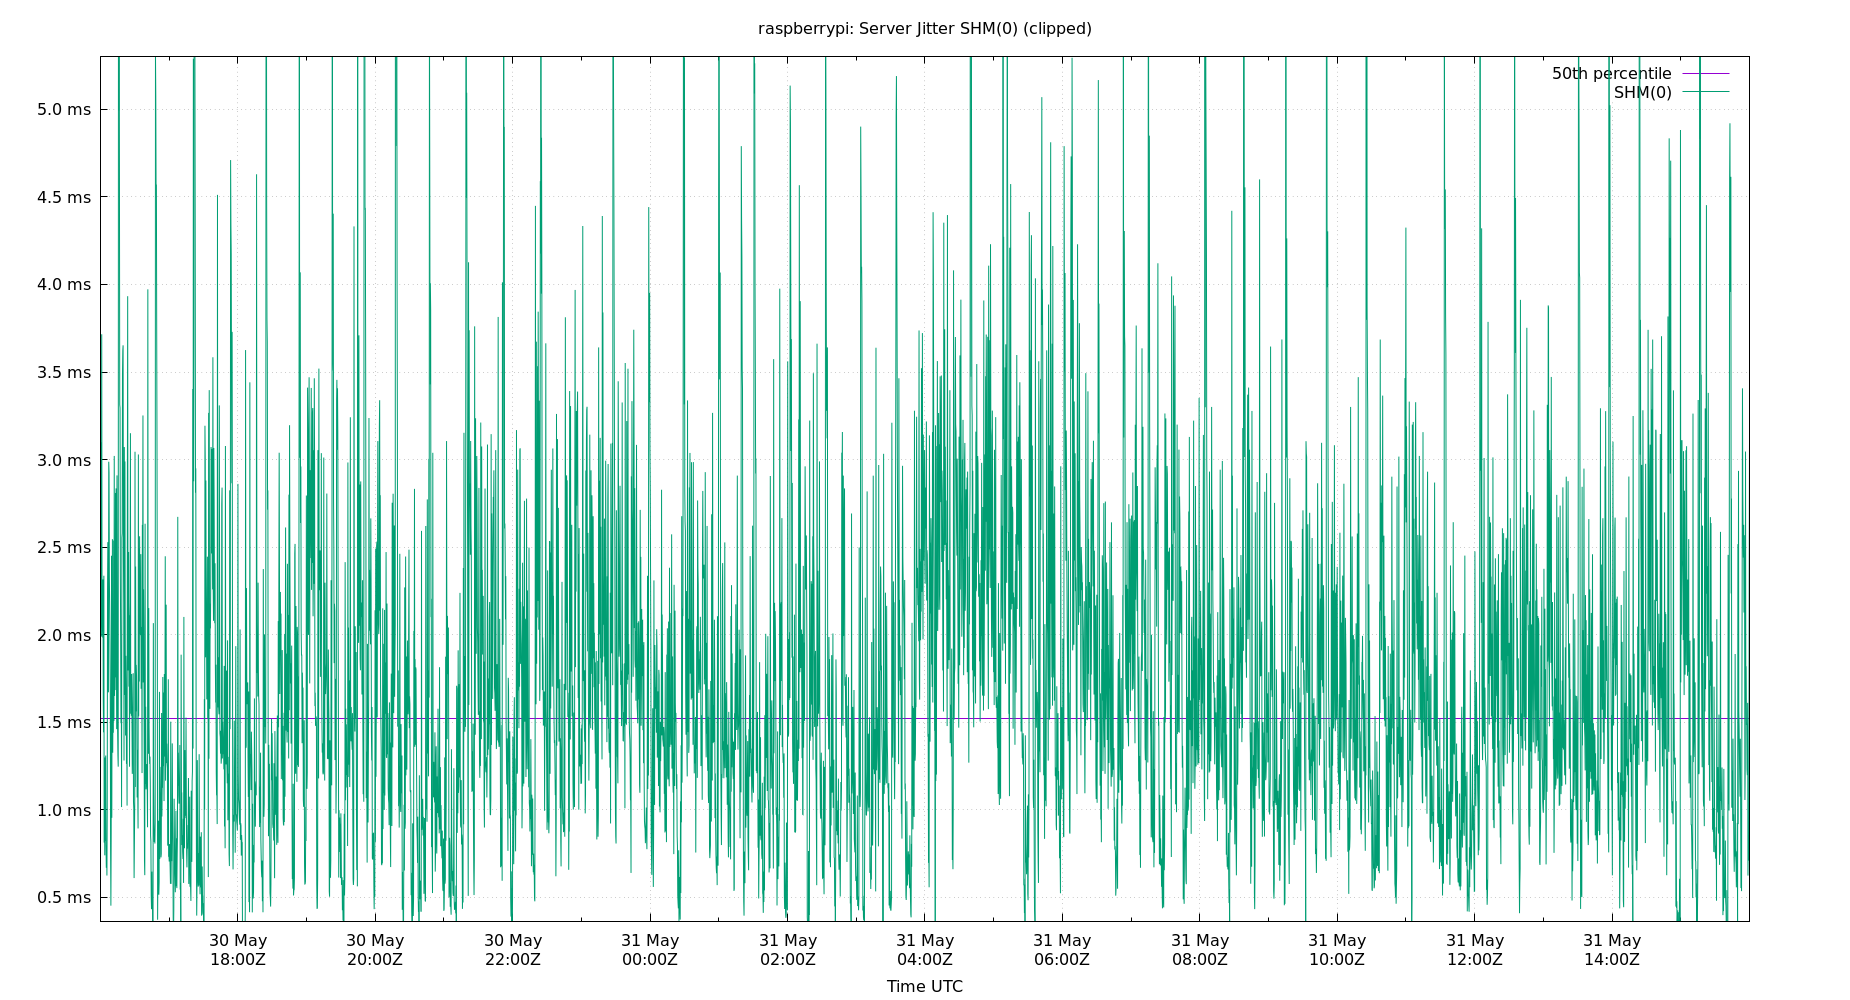 raspberrypi: Server Jitter SHM(0) (clipped)
50th percentile
SHM(0)
5.0 ms
4.5 ms
4.0 ms
3.5 ms
3.0 ms
2.5 ms
2.0 ms
1.5 ms
1.0 ms
0.5 ms
30 May 30 May 30 May 31 May 31 May 31 May 31 May 31 May 31 May 31 May 31 May
18:00Z 20:00Z 22:00Z 00:00Z 02:00Z 04:00Z 06:00Z 08:00Z 10:00Z 12:00Z 14:00Z
Time UTC